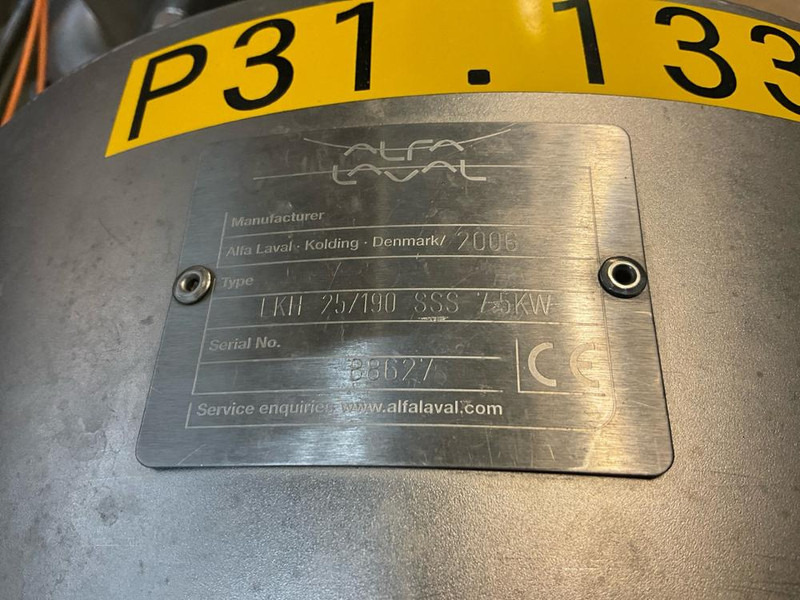 P31.133
ALFA
LAVAL
Manufacturer
Alfa Laval · Kolding · Denmark/ 2006
Type
LKH 25/190 SSS 7.5KW
Serial No.
88627
CE
Service enquiries www.alfalaval.com